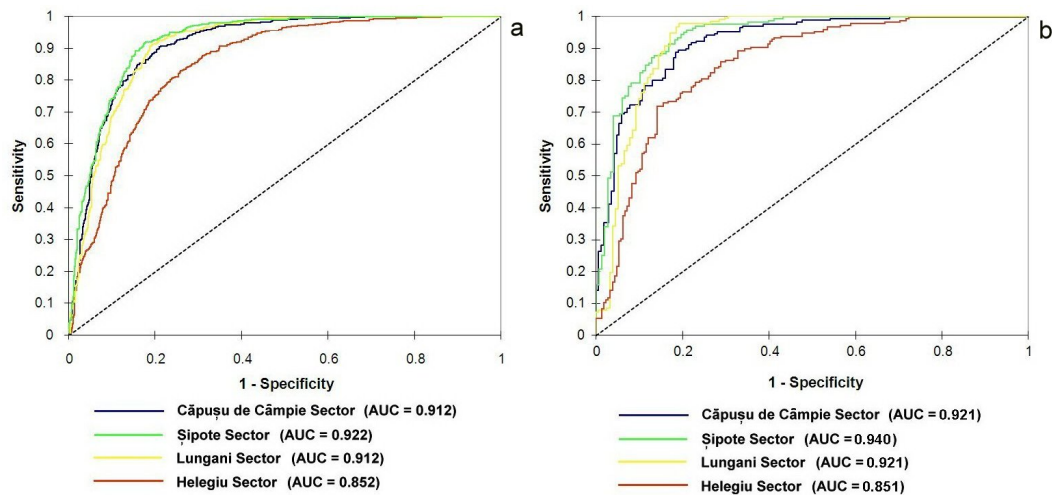 a
1
0.9
0.8
0.7
0.6
0.5
0.4
0.3
0.2
0.1
0
Sensitivity
0 0.2 0.4 0.6 0.8 1
1 - Specificity
Căpușu de Câmpie Sector (AUC = 0.912)
Șipote Sector (AUC = 0.922)
Lungani Sector (AUC = 0.912)
Helegiu Sector (AUC = 0.852)
b
1
0.9
0.8
0.7
0.6
0.5
0.4
0.3
0.2
0.1
0
Sensitivity
0 0.2 0.4 0.6 0.8 1
1 - Specificity
Căpușu de Câmpie Sector (AUC = 0.921)
Șipote Sector (AUC = 0.940)
Lungani Sector (AUC = 0.921)
Helegiu Sector (AUC = 0.851)